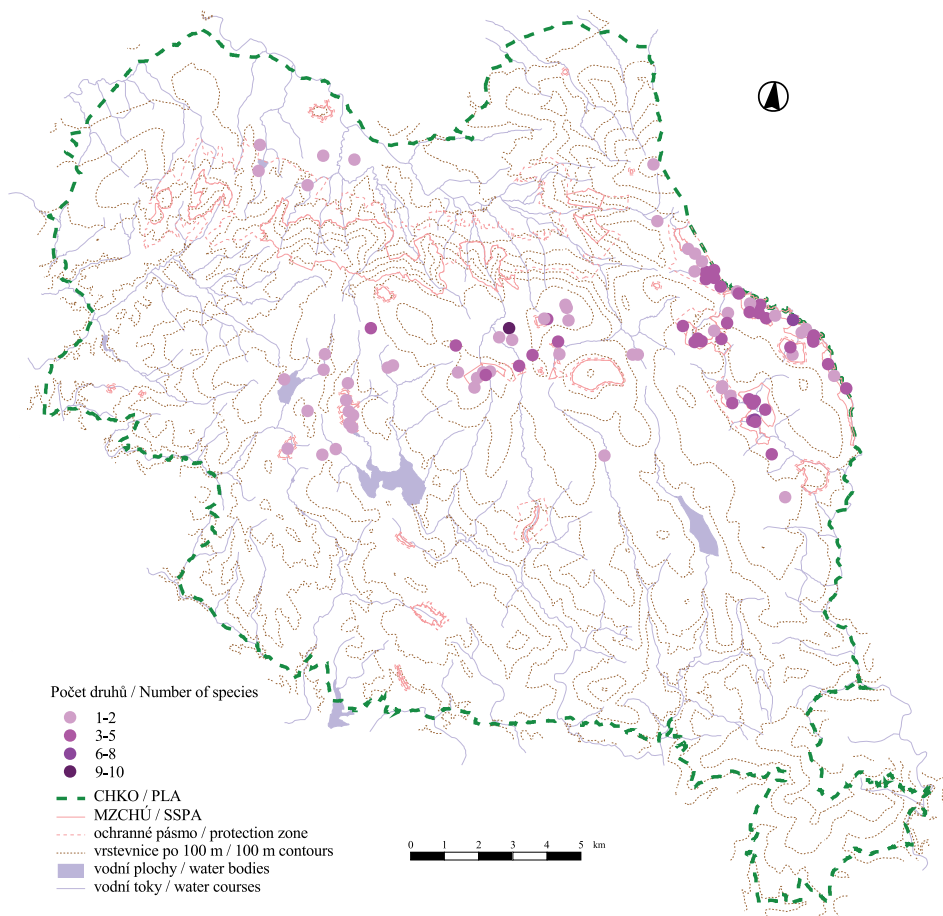 Počet druhů / Number of species
1-2
3-5
6-8
9-10
CHKO / PLA
MZCHÚ / SSPA
ochranné pásmo / protection zone
vrstevnice po 100 m / 100 m contours
vodní plochy / water bodies
vodní toky / water courses
0 1 2 3 4 5 km